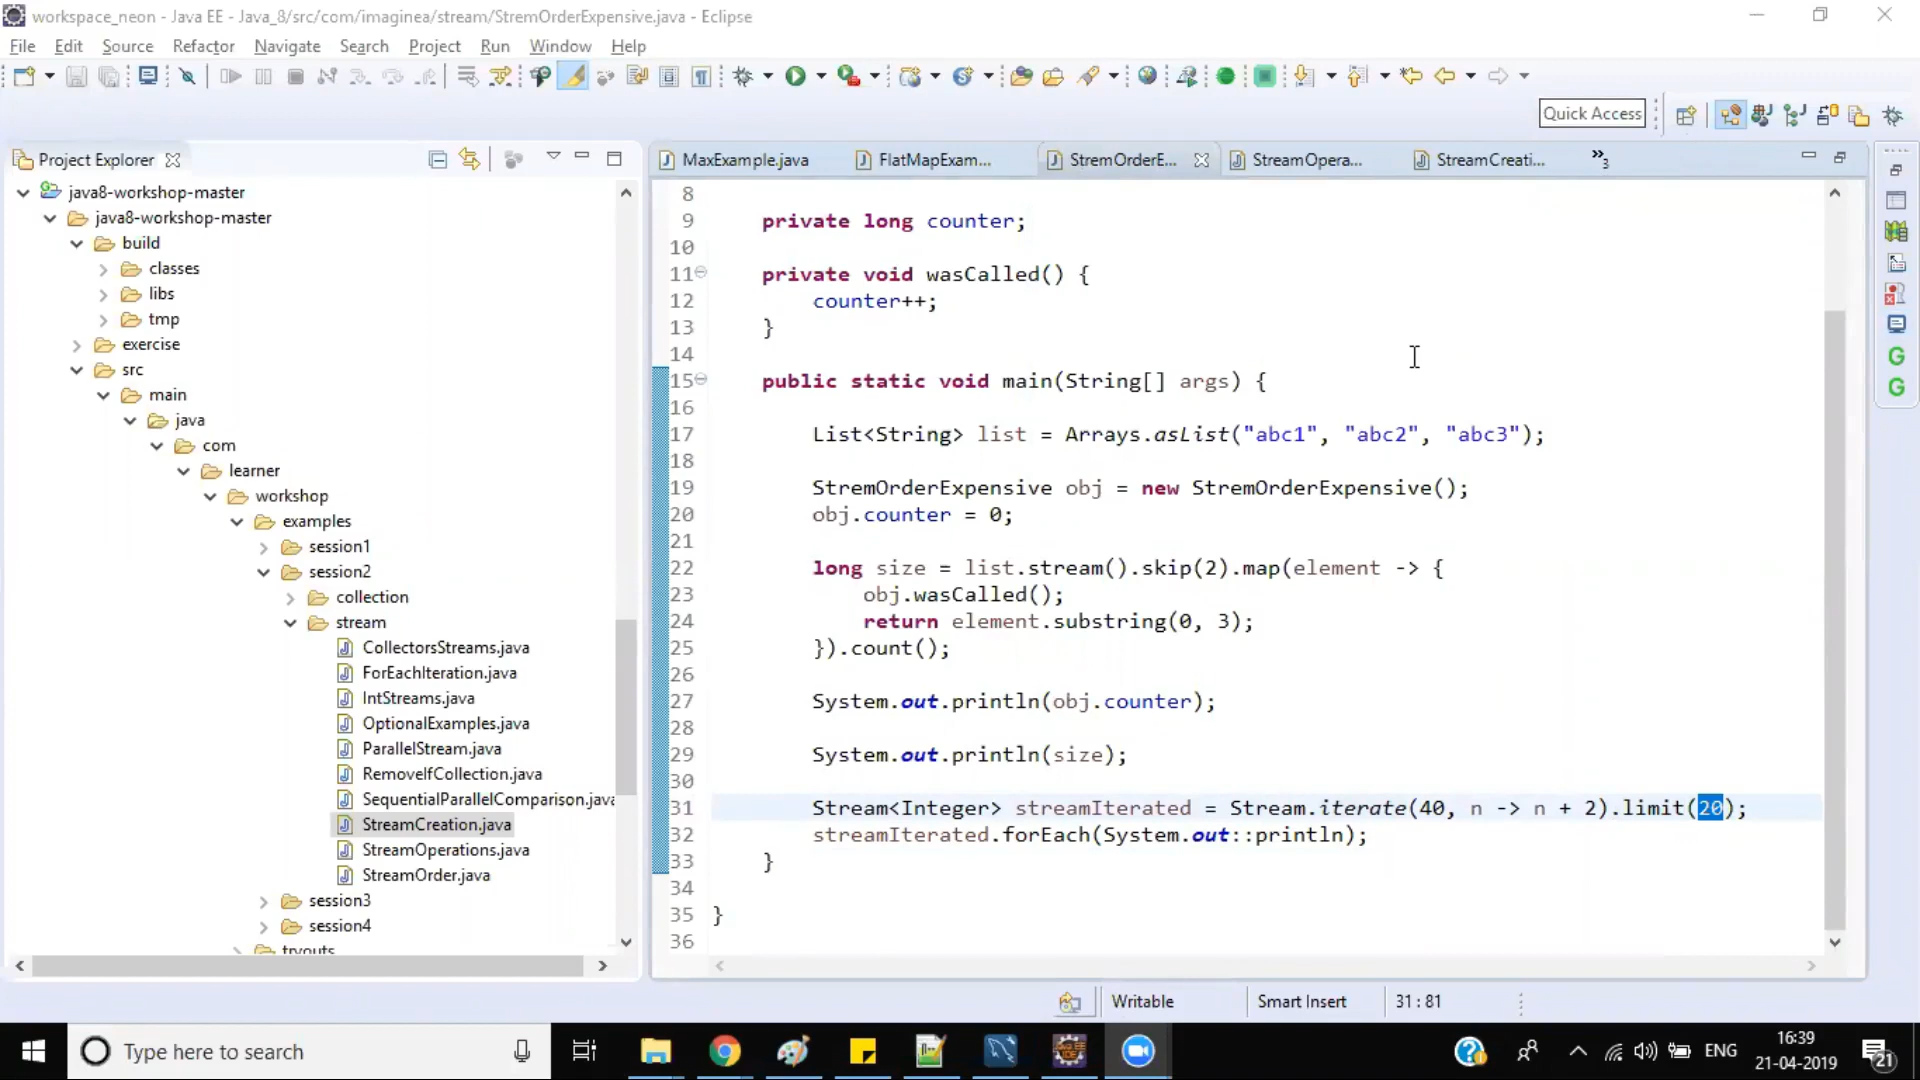 workspace_neon - Java EE - Java_8/src/com/imaginea/stream/StremOrderExpensive.java - Eclipse
File Edit Source Refactor Navigate Search Project Run Window Help
Quick Access
Project Explorer
MaxExample.java FlatMapExam... StremOrderE... StreamOpera... StreamCreati... »3
java8-workshop-master
java8-workshop-master
build
classes
libs
tmp
exercise
src
main
java
com
learner
workshop
examples
session1
session2
collection
stream
CollectorsStreams.java
ForEachIteration.java
IntStreams.java
OptionalExamples.java
ParallelStream.java
RemoveIfCollection.java
SequentialParallelComparison.java
StreamCreation.java
StreamOperations.java
StreamOrder.java
session3
session4
tryouts
8
9 private long counter;
10
11 private void wasCalled() {
12 counter++;
13 }
14
15 public static void main(String[] args) {
16
17 List<String> list = Arrays.asList("abc1", "abc2", "abc3");
18
19 StremOrderExpensive obj = new StremOrderExpensive();
20 obj.counter = 0;
21
22 long size = list.stream().skip(2).map(element -> {
23 obj.wasCalled();
24 return element.substring(0, 3);
25 }).count();
26
27 System.out.println(obj.counter);
28
29 System.out.println(size);
30
31 Stream<Integer> streamIterated = Stream.iterate(40, n -> n + 2).limit(20);
32 streamIterated.forEach(System.out::println);
33 }
34
35 }
36
Writable Smart Insert 31 : 81
Type here to search
ENG
16:39
21-04-2019
21